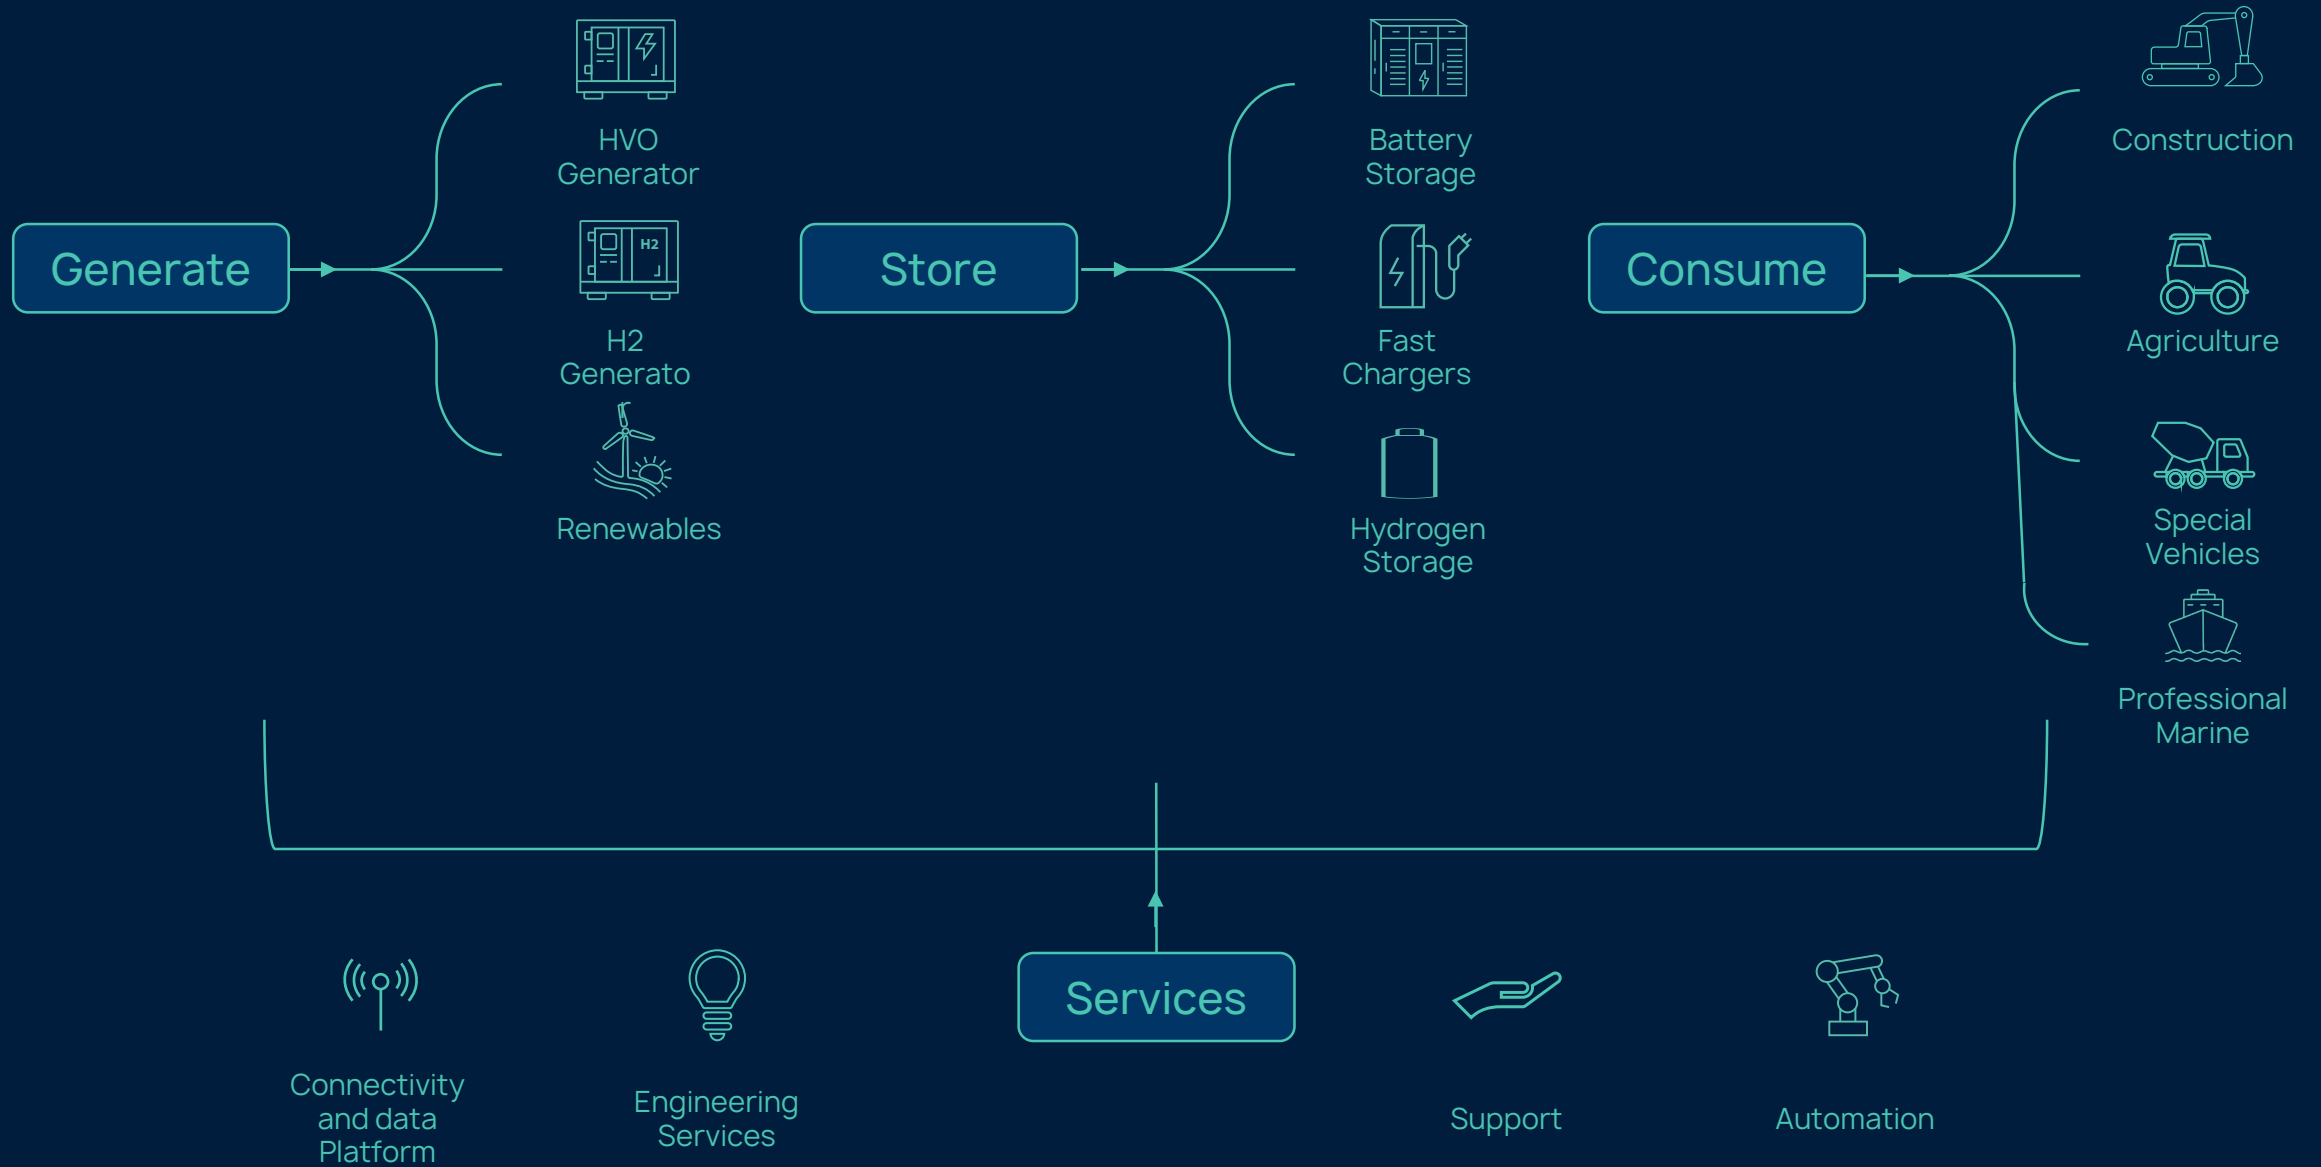 Generate
HVO
Generator
H2
H2
Generato
Renewables
Store
Battery
Storage
Fast
Chargers
Hydrogen
Storage
Consume
Construction
Agriculture
Special
Vehicles
Professional
Marine
Services
Connectivity
and data
Platform
Engineering
Services
Support
Automation